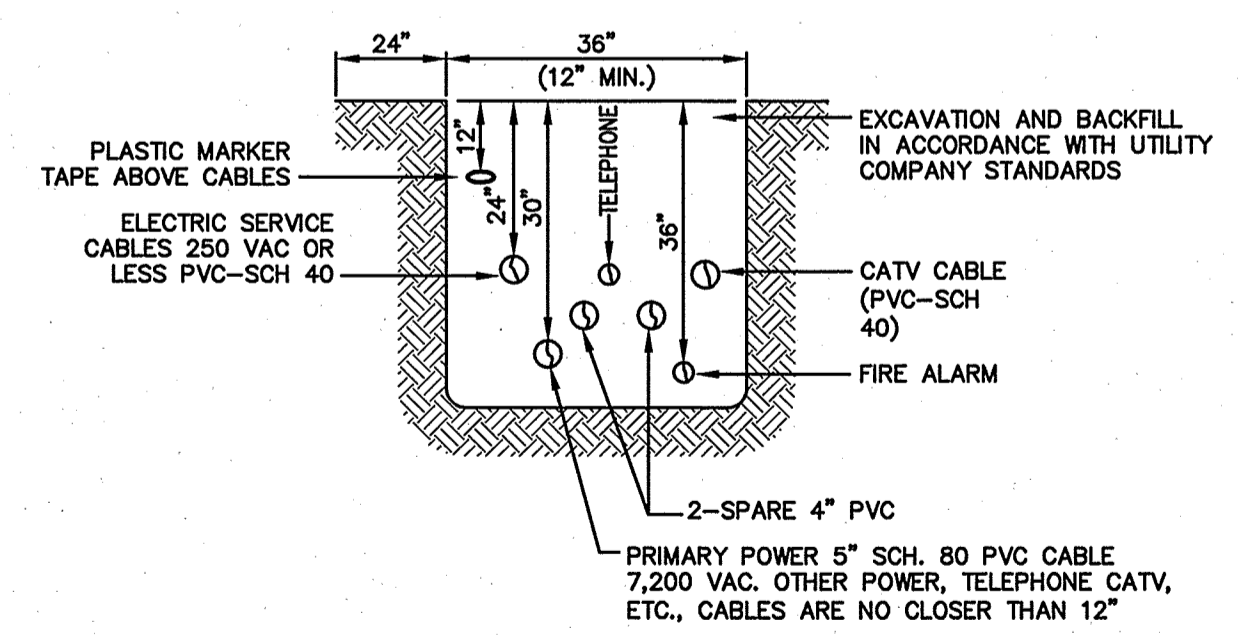 24"
36"
(12" MIN.)
12"
24"
30"
TELEPHONE
36"
PLASTIC MARKER
TAPE ABOVE CABLES
ELECTRIC SERVICE
CABLES 250 VAC OR
LESS PVC-SCH 40
EXCAVATION AND BACKFILL
IN ACCORDANCE WITH UTILITY
COMPANY STANDARDS
CATV CABLE
(PVC-SCH
40)
FIRE ALARM
2-SPARE 4" PVC
PRIMARY POWER 5" SCH. 80 PVC CABLE
7,200 VAC. OTHER POWER, TELEPHONE CATV,
ETC., CABLES ARE NO CLOSER THAN 12"